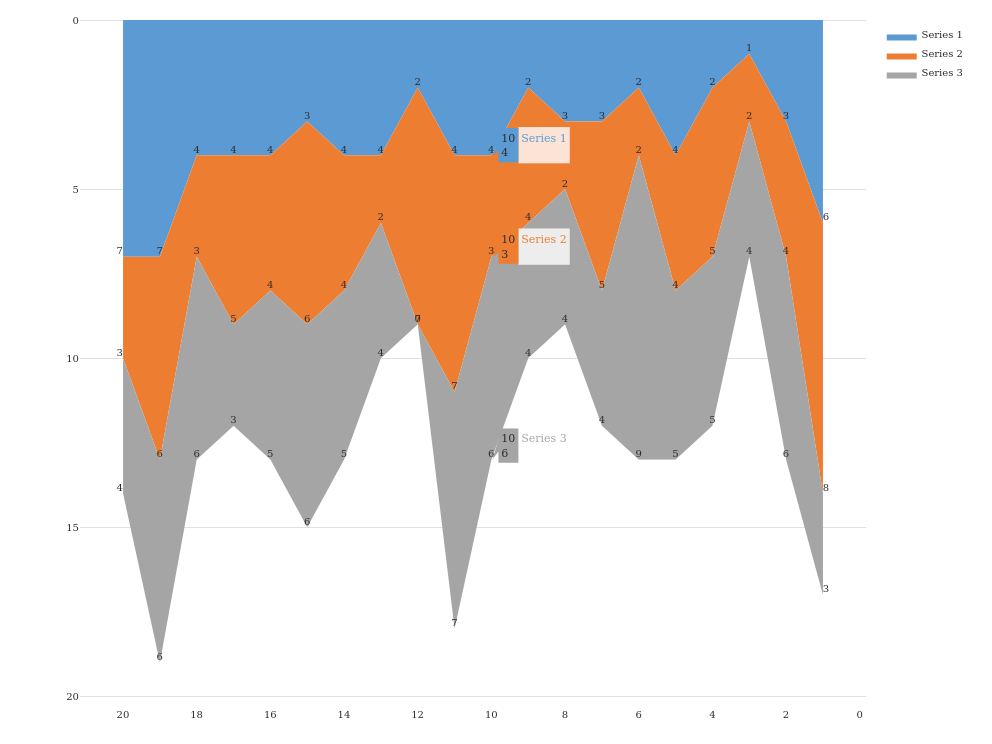 0
Series 1
1
Series 2
Series 3
2 2 2 2
3 3 3 2 3
10 Series 1
4 4 4 4 4 4 4 4 2 4
2
5
2 4 6
10 Series 2
7 7 3 3 3 5 4 4
4 4 5 4
5 6 7 0 4
3 4 4
10
7
3 4 5
10 Series 3
6 6 5 5 6 6 9 5 6
4 8
6
15
3
7
6
20
20 18 16 14 12 10 8 6 4 2 0